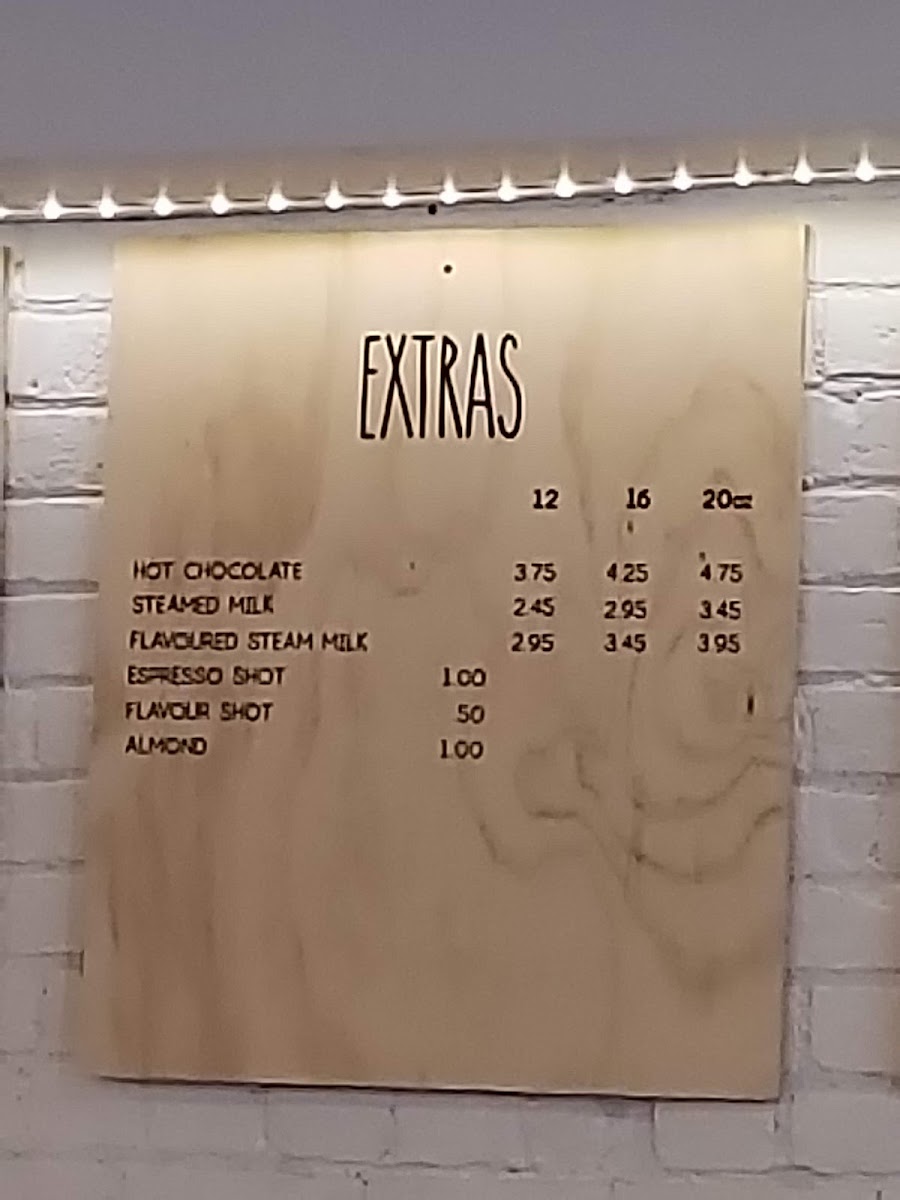 EXTRAS
12 16 20oz
HOT CHOCOLATE 3.75 4.25 4.75
STEAMED MILK 2.45 2.95 3.45
FLAVOURED STEAM MILK 2.95 3.45 3.95
ESPRESSO SHOT 1.00
FLAVOUR SHOT .50
ALMOND 1.00